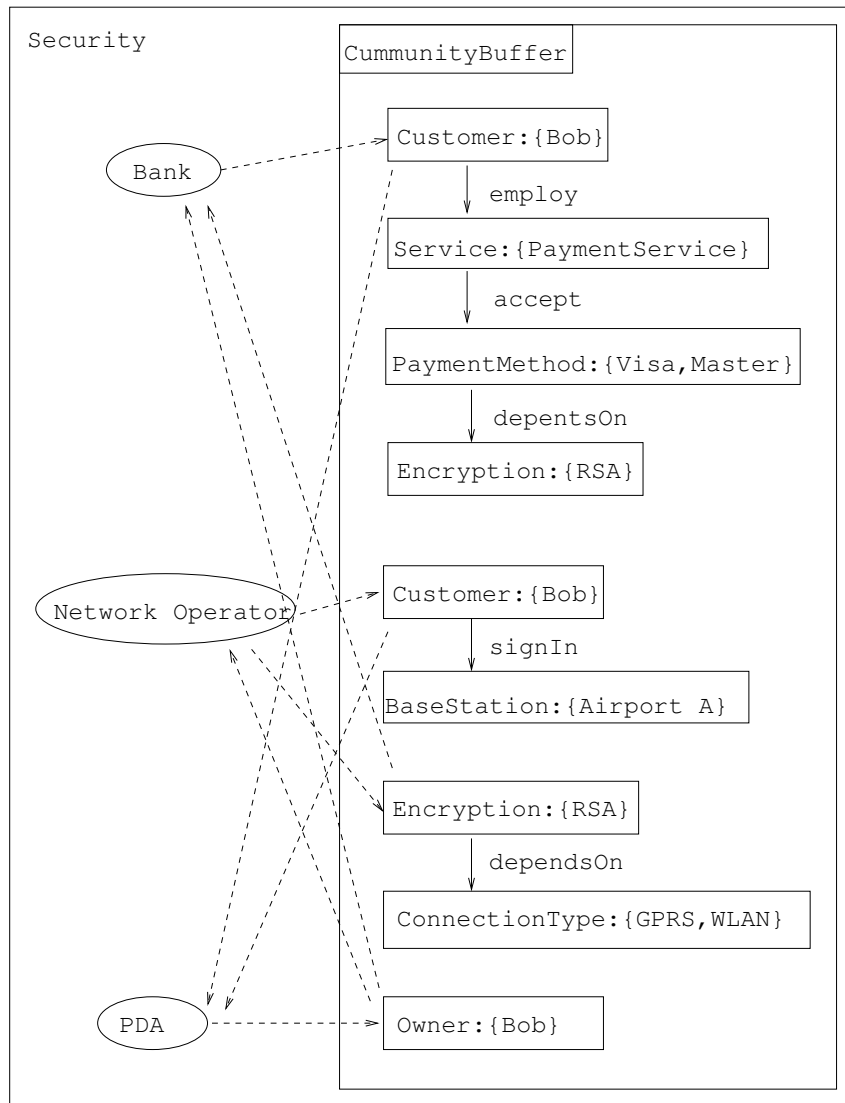 Security
CummunityBuffer
Customer:{Bob}
Bank
employ
Service:{PaymentService}
accept
PaymentMethod:{Visa,Master}
depentsOn
Encryption:{RSA}
Customer:{Bob}
Network Operator
signIn
BaseStation:{Airport A}
Encryption:{RSA}
dependsOn
ConnectionType:{GPRS,WLAN}
PDA
Owner:{Bob}